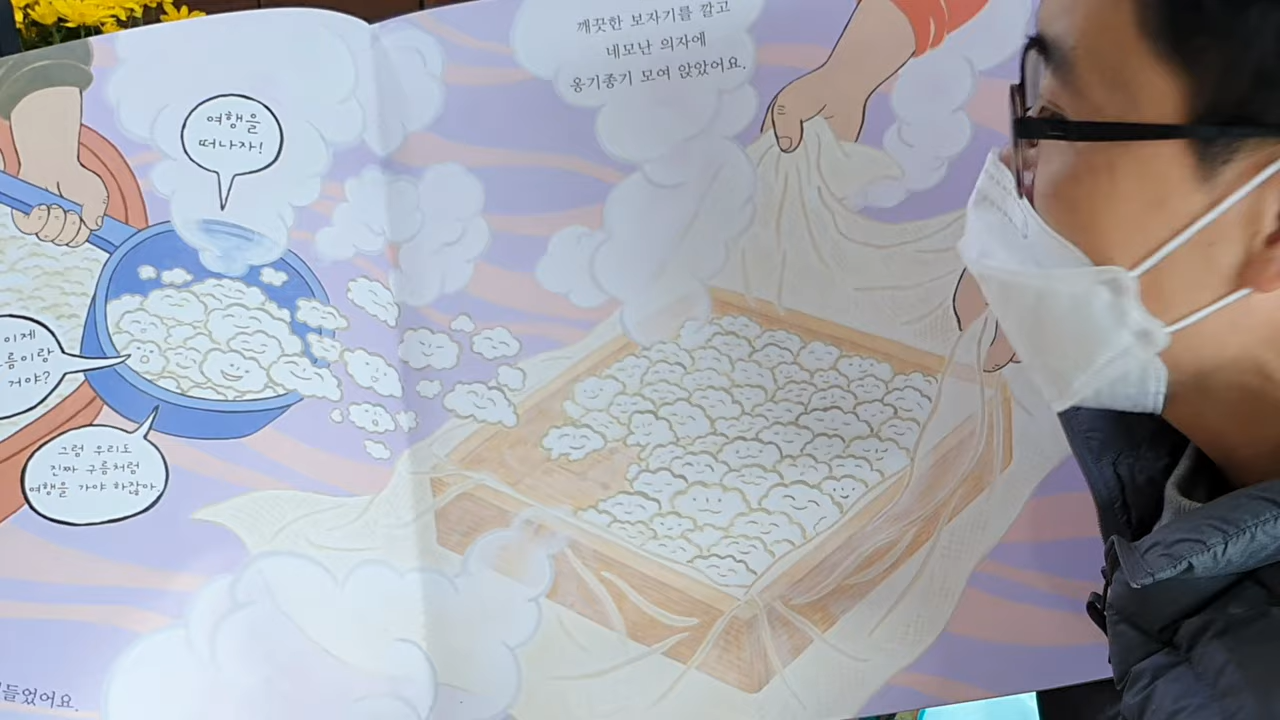 여행을
떠나자!
이제
름이랑
거야?
그럼 우리도
진짜 구름처럼
여행을 가야 하잖아.
들었어요.
깨끗한 보자기를 깔고
네모난 의자에
옹기종기 모여 앉았어요.